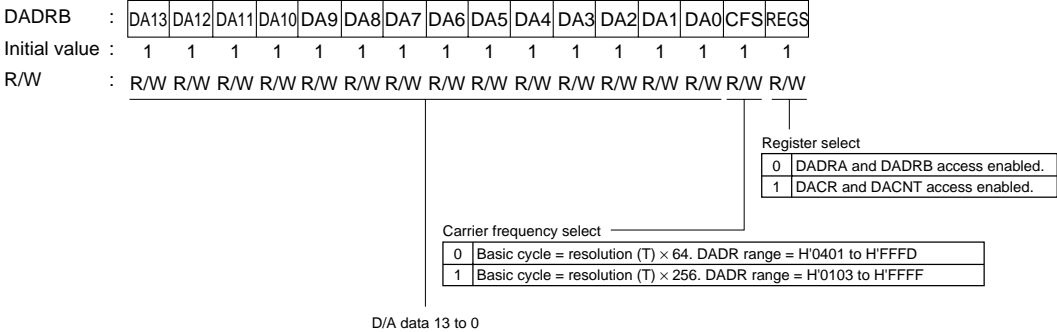 DADRB : DA13 DA12 DA11 DA10 DA9 DA8 DA7 DA6 DA5 DA4 DA3 DA2 DA1 DA0 CFS REGS
Initial value : 1 1 1 1 1 1 1 1 1 1 1 1 1 1 1 1
R/W : R/W R/W R/W R/W R/W R/W R/W R/W R/W R/W R/W R/W R/W R/W R/W R/W
Register select
0 DADRA and DADRB access enabled.
1 DACR and DACNT access enabled.
Carrier frequency select
0 Basic cycle = resolution (T) × 64. DADR range = H'0401 to H'FFFD
1 Basic cycle = resolution (T) × 256. DADR range = H'0103 to H'FFFF
D/A data 13 to 0